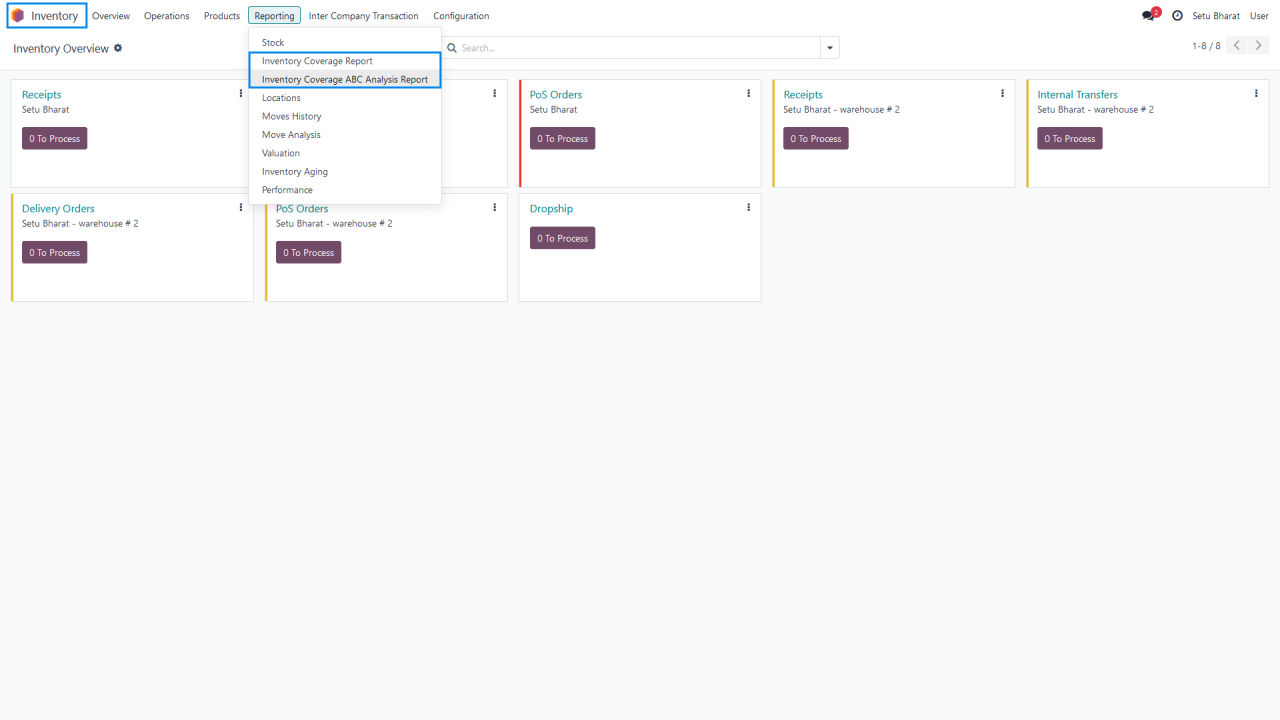 Inventory Overview Operations Products Reporting Inter Company Transaction Configuration 2 Setu Bharat User
Inventory Overview Search... 1-8 / 8
Stock
Inventory Coverage Report
Inventory Coverage ABC Analysis Report
Locations
Moves History
Move Analysis
Valuation
Inventory Aging
Performance
Receipts
Setu Bharat
0 To Process
PoS Orders
Setu Bharat
0 To Process
Receipts
Setu Bharat - warehouse # 2
0 To Process
Internal Transfers
Setu Bharat - warehouse # 2
0 To Process
Delivery Orders
Setu Bharat - warehouse # 2
0 To Process
PoS Orders
Setu Bharat - warehouse # 2
0 To Process
Dropship
0 To Process